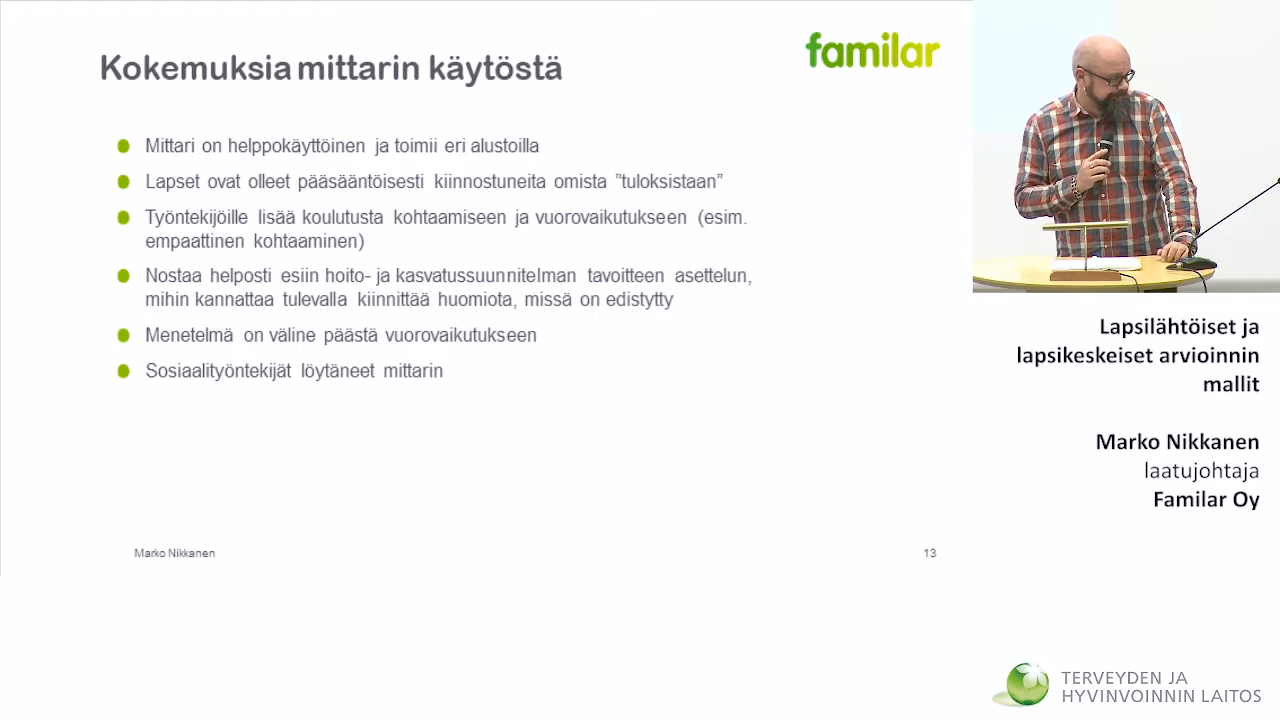 Kokemuksia mittarin käytöstä
familar
Mittari on helppokäyttöinen ja toimii eri alustoilla
Lapset ovat olleet pääsääntöisesti kiinnostuneita omista ”tuloksistaan”
Työntekijöille lisää koulutusta kohtaamiseen ja vuorovaikutukseen (esim.
empaattinen kohtaaminen)
Nostaa helposti esiin hoito- ja kasvatussuunnitelman tavoitteen asettelun,
mihin kannattaa tulevalla kiinnittää huomiota, missä on edistytty
Menetelmä on väline päästä vuorovaikutukseen
Sosiaalityöntekijät löytäneet mittarin
Marko Nikkanen
13
Lapsilähtöiset ja
lapsikeskeiset arvioinnin
mallit
Marko Nikkanen
laatujohtaja
Familar Oy
TERVEYDEN JA
HYVINVOINNIN LAITOS